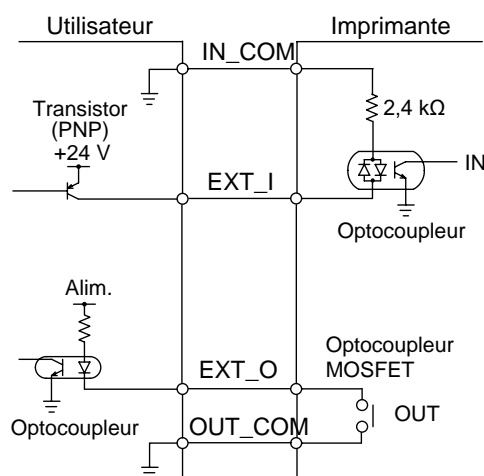 Utilisateur
Imprimante
IN_COM
Transistor
(PNP)
+24 V
2,4 kΩ
IN
EXT_I
Optocoupleur
Alim.
EXT_O
Optocoupleur
MOSFET
OUT
Optocoupleur
OUT_COM